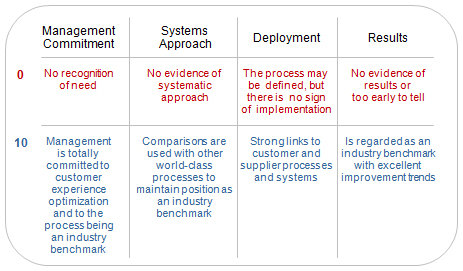 Management Commitment
Systems Approach
Deployment
Results
0
No recognition
of need
No evidence of
systematic
approach
The process may
be defined, but
there is no sign
of implementation
No evidence of
results or
too early to tell
10
Management
is totally
committed to
customer
experience
optimization
and to the
process being
an industry
benchmark
Comparisons are
used with other
world-class
processes to
maintain position as
an industry
benchmark
Strong links to
customer and
supplier processes
and systems
Is regarded as an
industry benchmark
with excellent
improvement trends